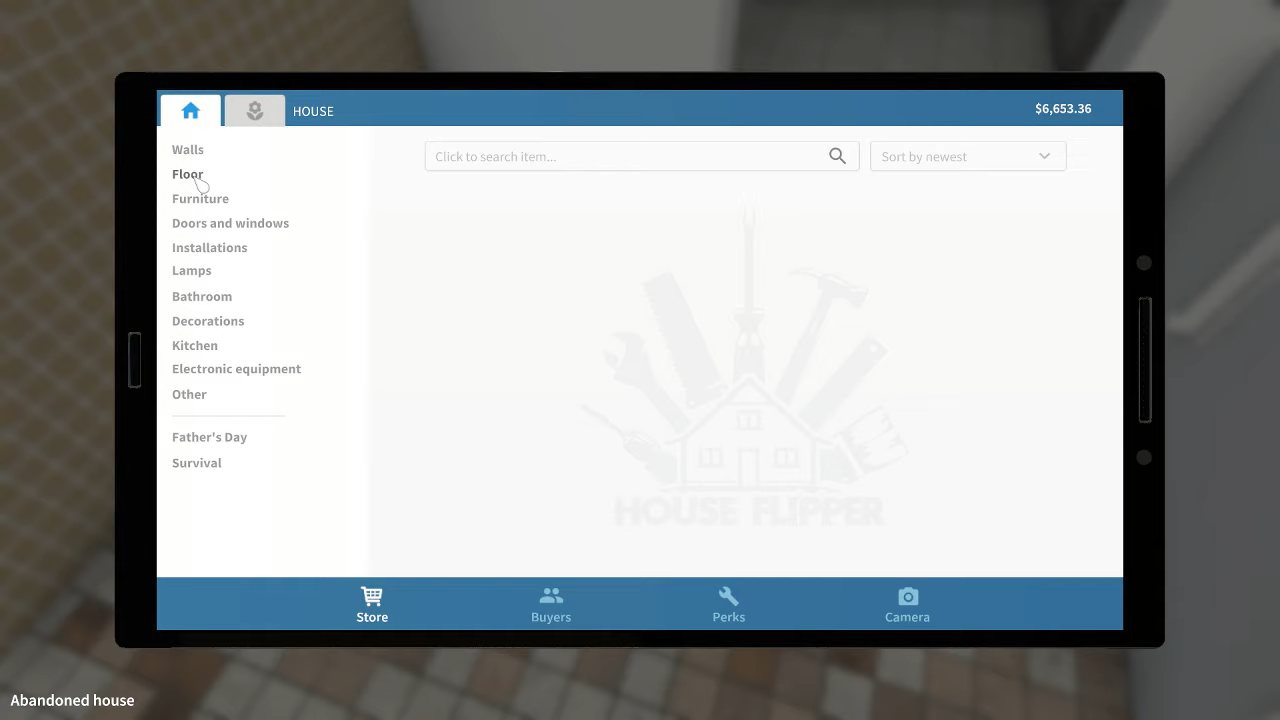 HOUSE
$6,653.36
Walls
Floor
Furniture
Doors and windows
Installations
Lamps
Bathroom
Decorations
Kitchen
Electronic equipment
Other
Father's Day
Survival
Click to search item...
Sort by newest
HOUSE FLIPPER
Store
Buyers
Perks
Camera
Abandoned house